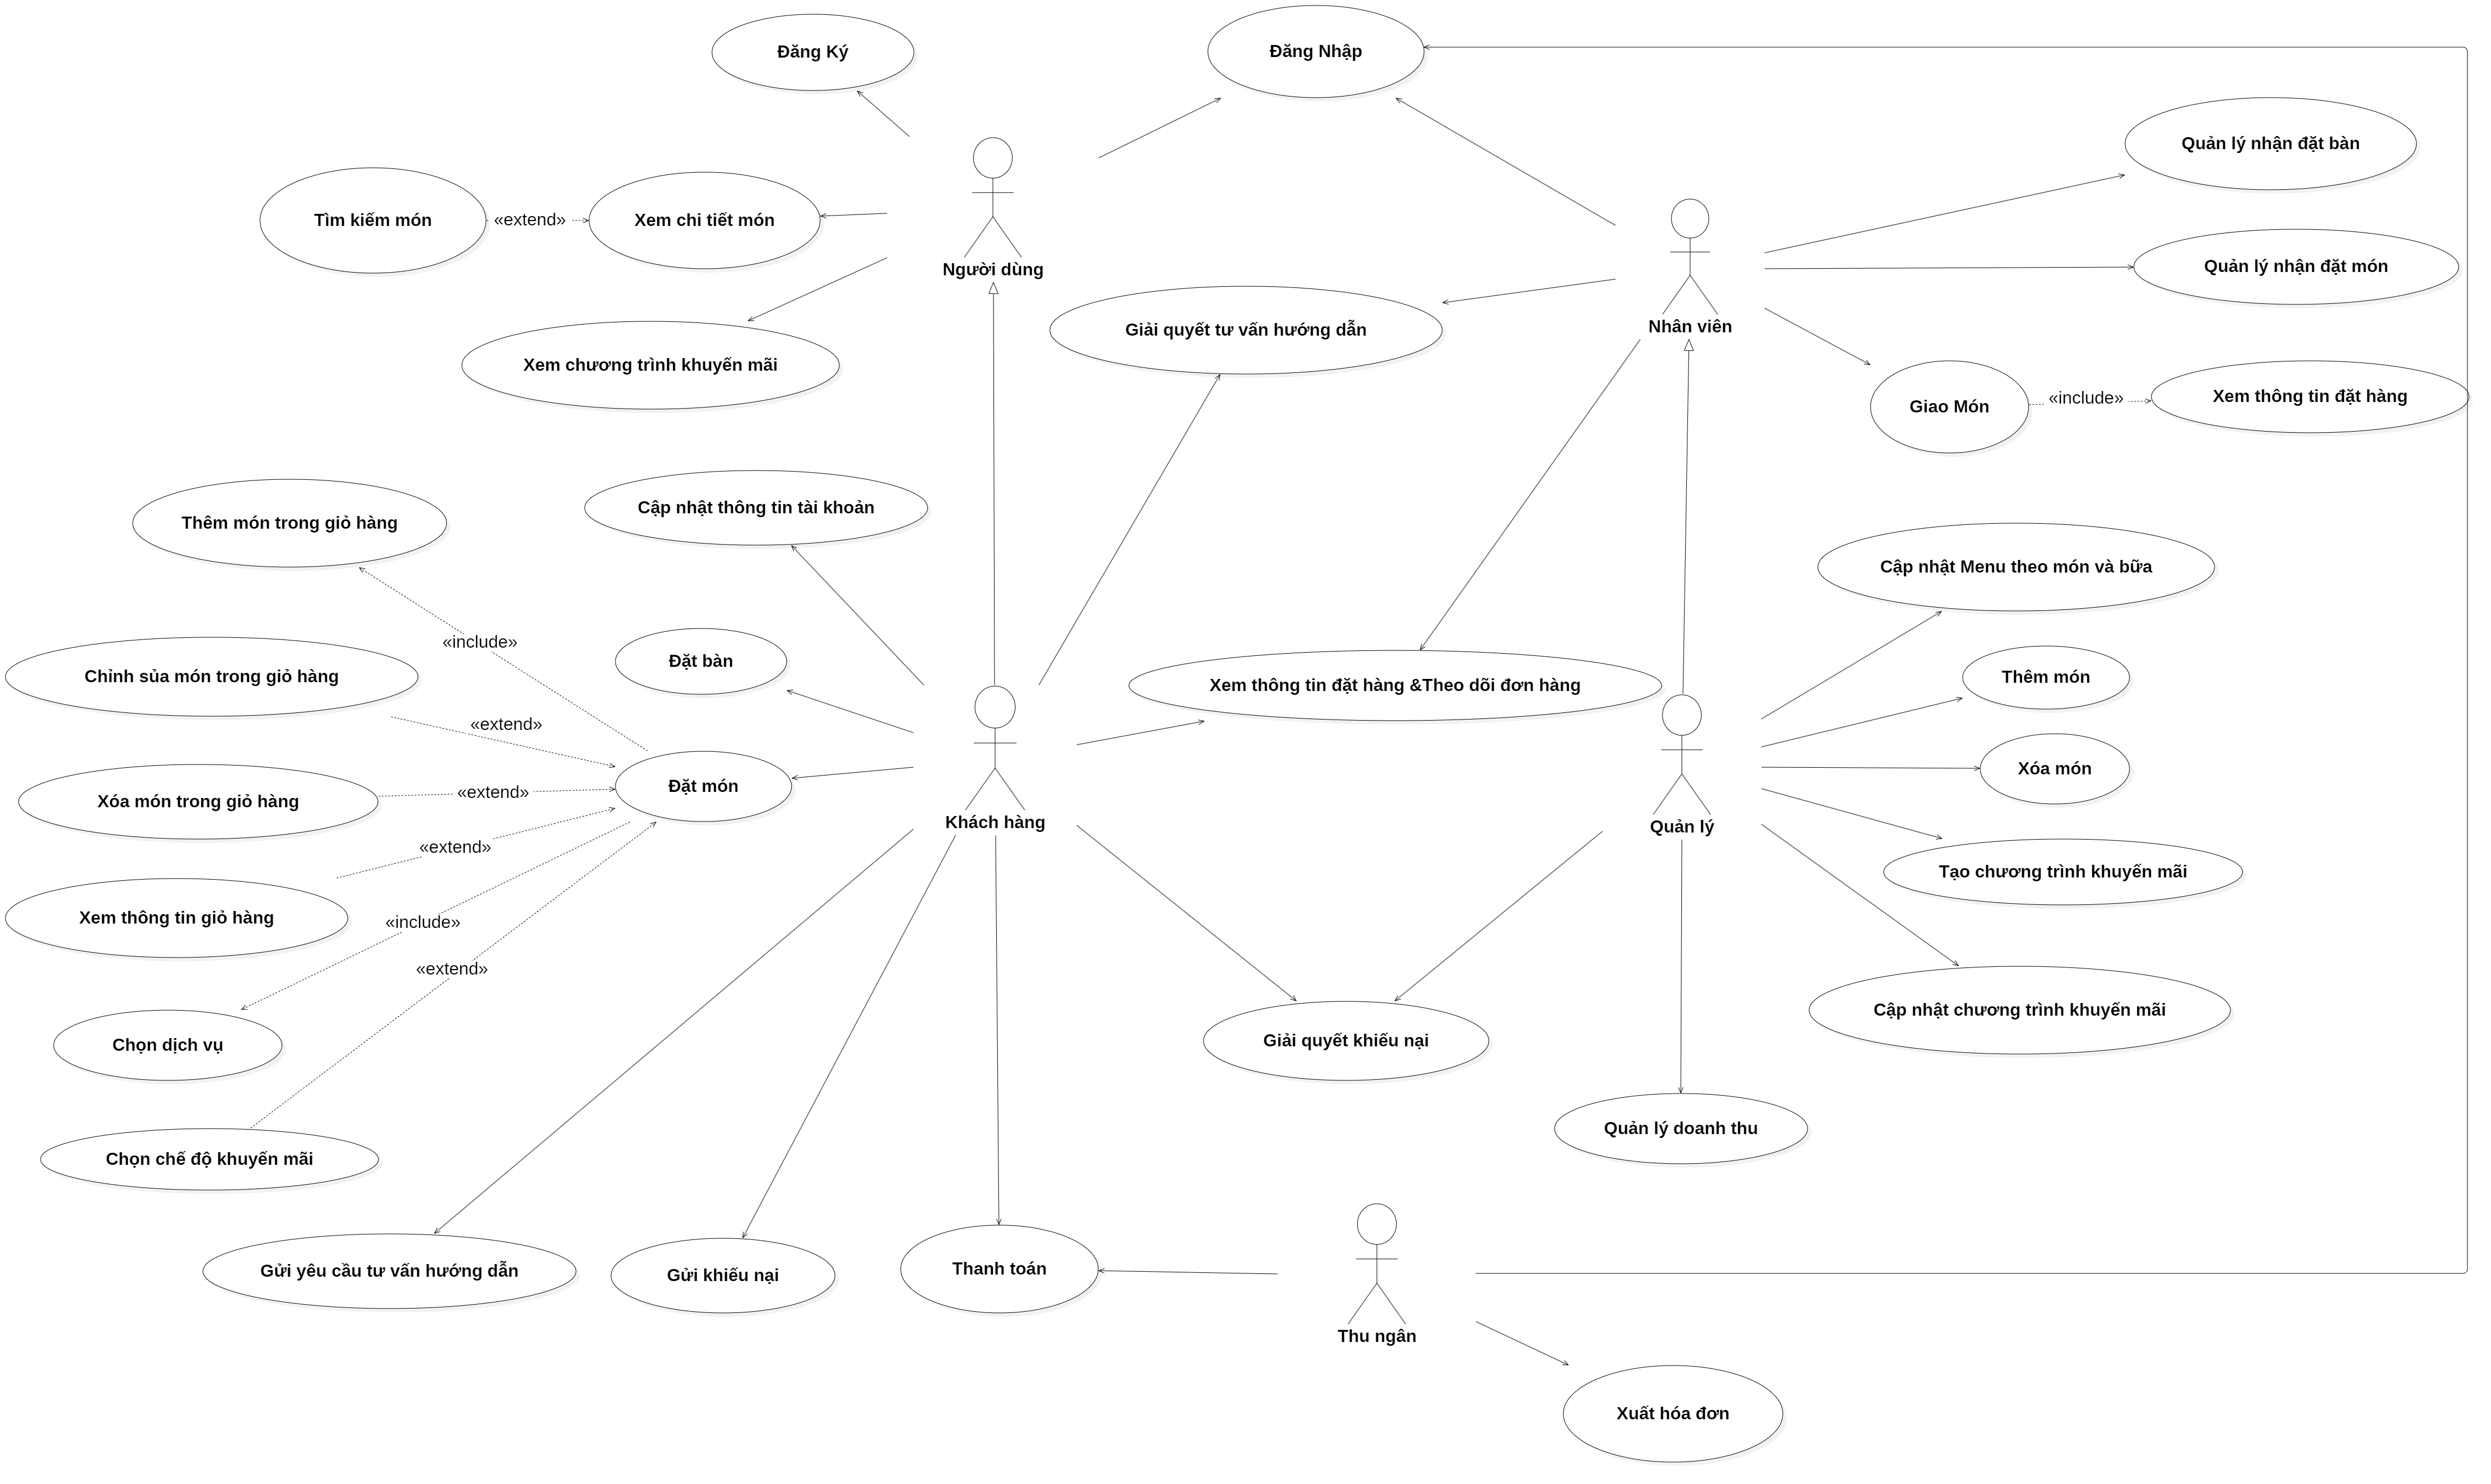 Đăng Ký
Đăng Nhập
Quản lý nhận đặt bàn
Tìm kiếm món
«extend»
Xem chi tiết món
Người dùng
Quản lý nhận đặt món
Giải quyết tư vấn hướng dẫn
Nhân viên
Xem chương trình khuyến mãi
Giao Món
«include»
Xem thông tin đặt hàng
Thêm món trong giỏ hàng
Cập nhật thông tin tài khoản
Cập nhật Menu theo món và bữa
«include»
Chỉnh sủa món trong giỏ hàng
Đặt bàn
Xem thông tin đặt hàng &Theo dõi đơn hàng
Thêm món
«extend»
Xóa món
Xóa món trong giỏ hàng
«extend»
Đặt món
Khách hàng
Quản lý
«extend»
Tạo chương trình khuyến mãi
Xem thông tin giỏ hàng
«include»
«extend»
Cập nhật chương trình khuyến mãi
Chọn dịch vụ
Giải quyết khiếu nại
Quản lý doanh thu
Chọn chế độ khuyến mãi
Gửi yêu cầu tư vấn hướng dẫn
Gửi khiếu nại
Thanh toán
Thu ngân
Xuất hóa đơn